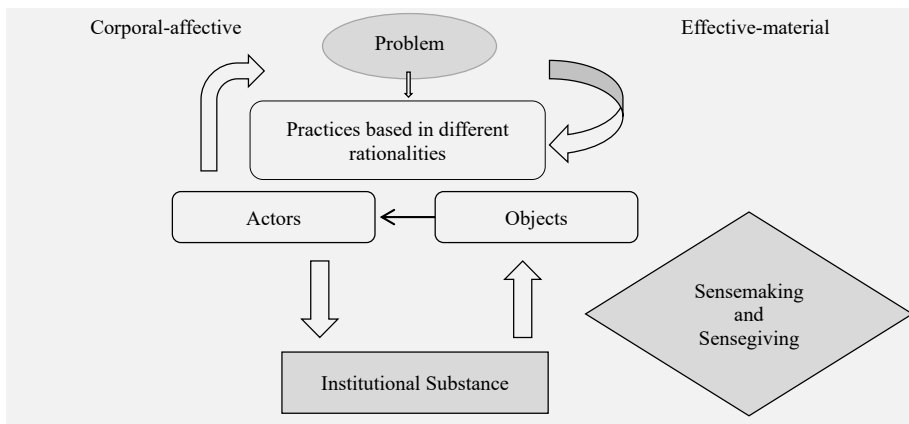 Corporal-affective
Problem
Effective-material
Practices based in different
rationalities
Actors
Objects
Sensemaking
and
Sensegiving
Institutional Substance